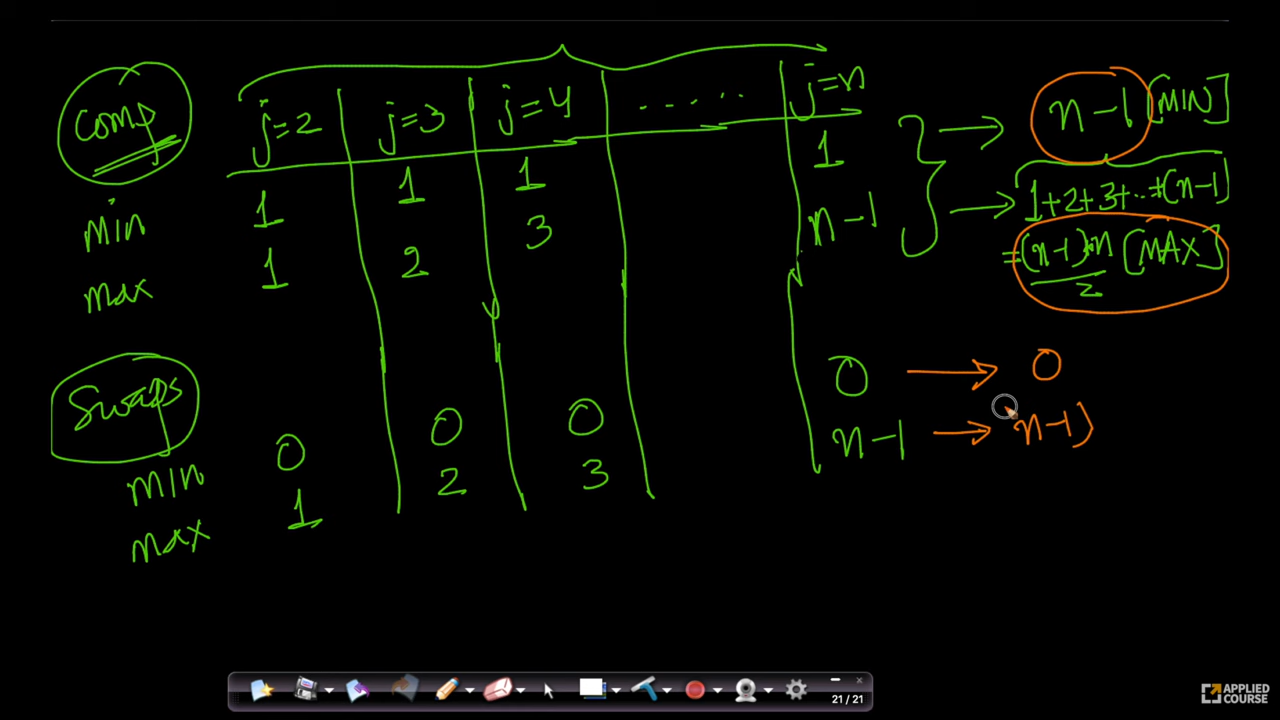 Comp j=2 j=3 j=4 ...... j=n
min 1 1 1 1
max 1 2 3 n-1
n-1 [MIN]
1+2+3+...+(n-1)
= (n-1)*n [MAX]
2
Swaps
min 0 0 0 0 → 0
max 1 2 3 n-1 → n-1)
21 / 21
APPLIED
COURSE